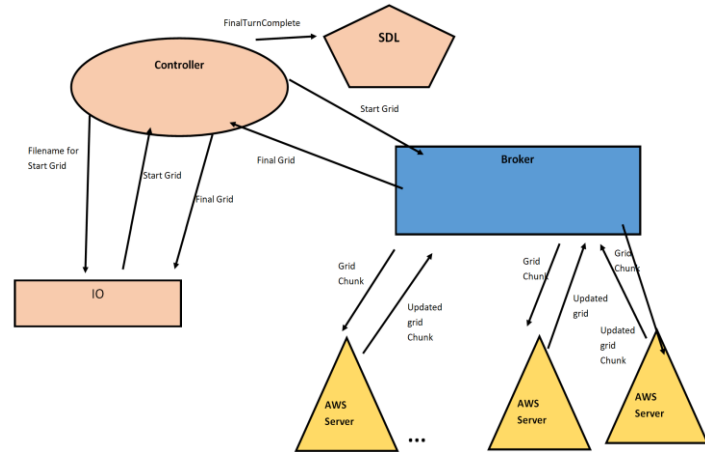 FinalTurnComplete
SDL
Controller
Start Grid
Filename for
Start Grid
Start Grid
Final Grid
Final Grid
Broker
IO
Grid
Chunk
Updated
grid
Chunk
Grid
Chunk
Updated
grid
Grid
Chunk
Updated
grid
Chunk
AWS
Server
...
AWS
Server
AWS
Server